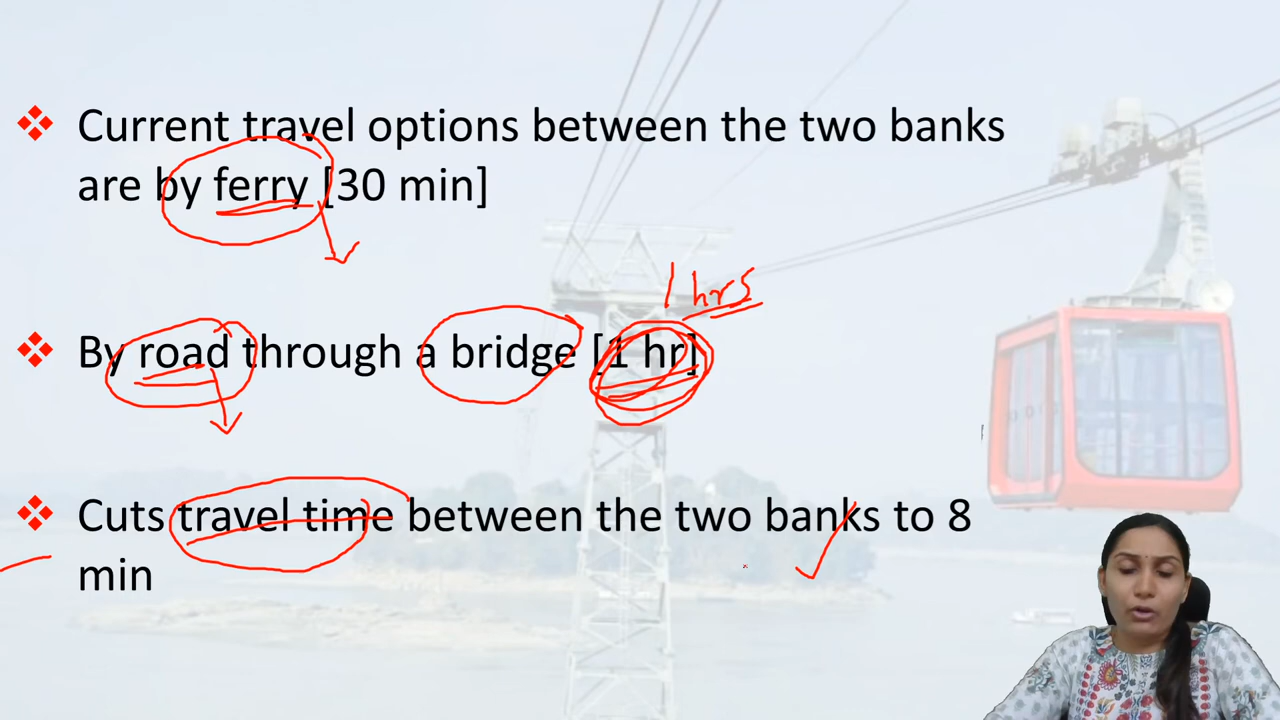 ❖ Current travel options between the two banks
are by ferry [30 min]
1 hrs
❖ By road through a bridge [1 hr]
❖ Cuts travel time between the two banks to 8
min